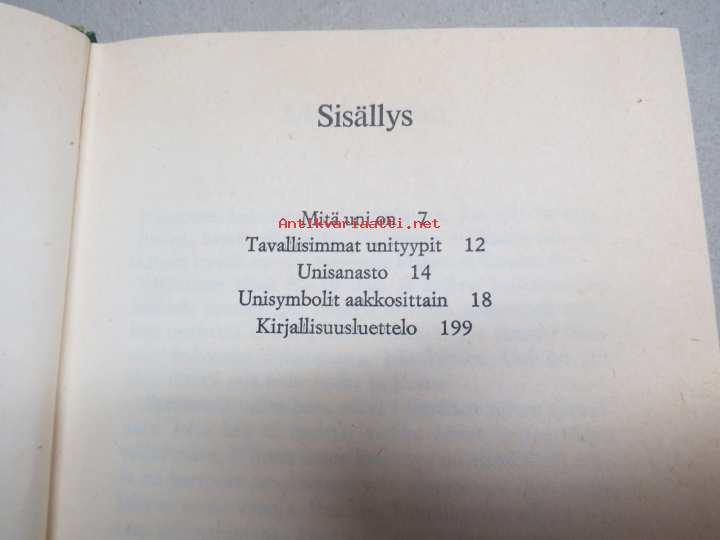 Sisällys
Mitä uni on 7
Antikvariaatti.net
Tavallisimmat unityypit 12
Unisanasto 14
Unisymbolit aakkosittain 18
Kirjallisuusluettelo 199